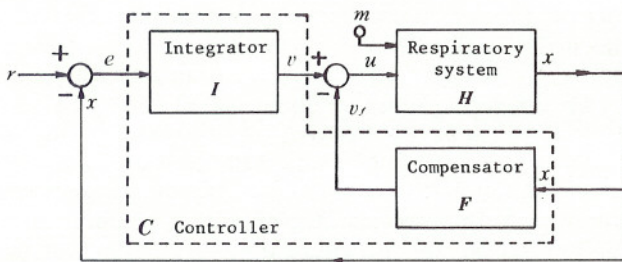 m
+
e
Integrator
I
v
+
u
Respiratory
system
H
x
r
−
x
−
v_f
Compensator
F
x
C Controller